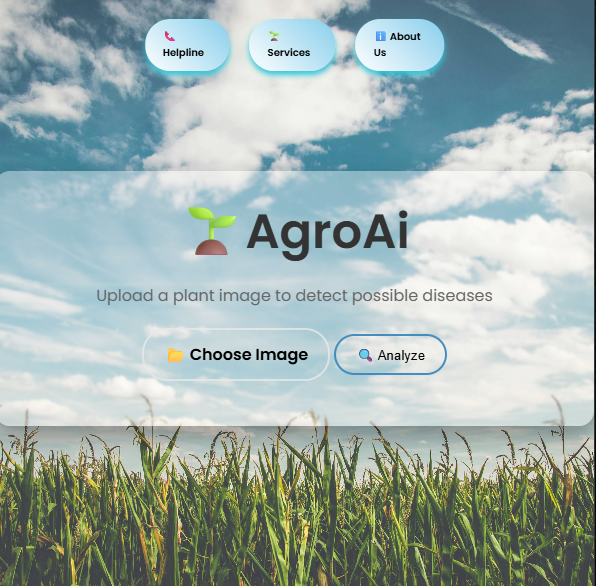 Helpline
Services
About
Us
AgroAi
Upload a plant image to detect possible diseases
Choose Image
Analyze